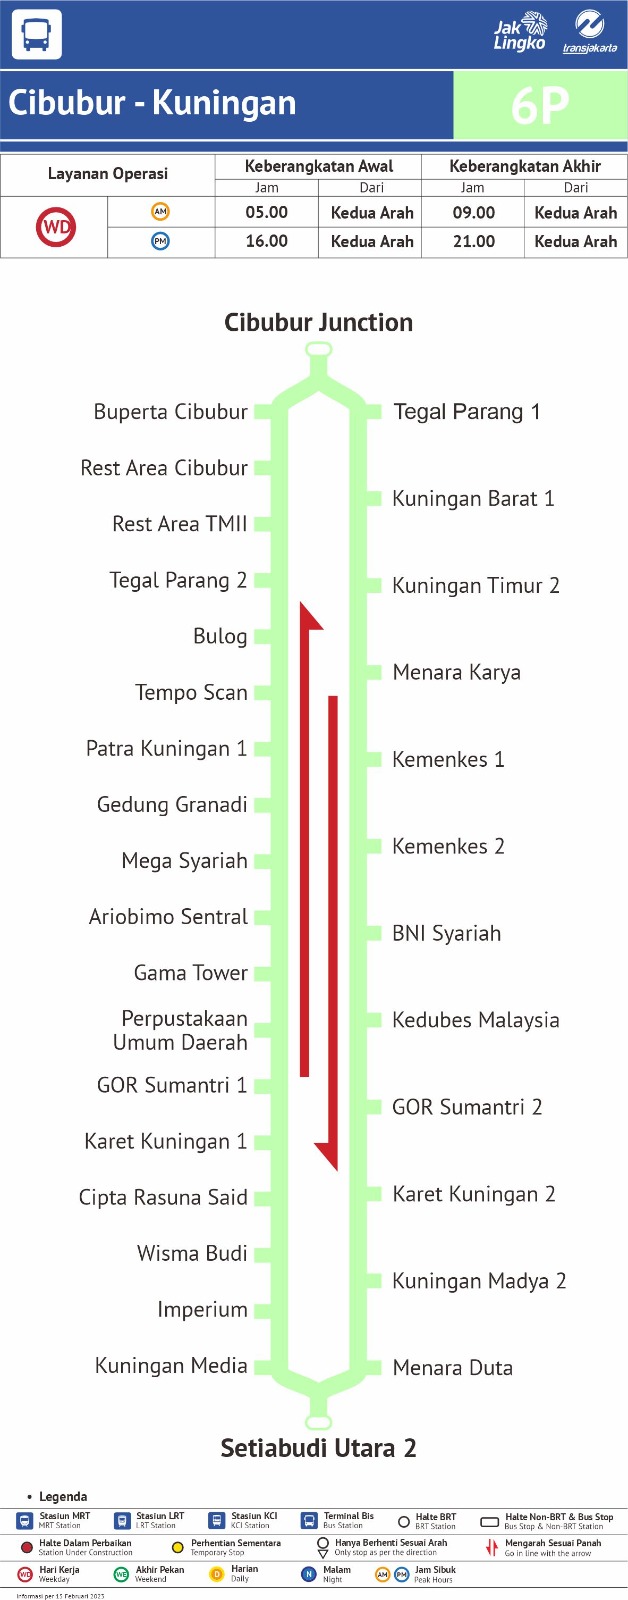 Jak
Lingko
transjakarta
Cibubur - Kuningan
6P
Layanan Operasi
Keberangkatan Awal
Keberangkatan Akhir
Jam
Dari
Jam
Dari
WD
AM
05.00
Kedua Arah
09.00
Kedua Arah
PM
16.00
Kedua Arah
21.00
Kedua Arah
Cibubur Junction
Buperta Cibubur
Rest Area Cibubur
Rest Area TMII
Tegal Parang 2
Bulog
Tempo Scan
Patra Kuningan 1
Gedung Granadi
Mega Syariah
Ariobimo Sentral
Gama Tower
Perpustakaan
Umum Daerah
GOR Sumantri 1
Karet Kuningan 1
Cipta Rasuna Said
Wisma Budi
Imperium
Kuningan Media
Tegal Parang 1
Kuningan Barat 1
Kuningan Timur 2
Menara Karya
Kemenkes 1
Kemenkes 2
BNI Syariah
Kedubes Malaysia
GOR Sumantri 2
Karet Kuningan 2
Kuningan Madya 2
Menara Duta
Setiabudi Utara 2
• Legenda
Stasiun MRT
MRT Station
Stasiun LRT
LRT Station
Stasiun KCI
KCI Station
Terminal Bis
Bus Station
Halte BRT
BRT Station
Halte Non-BRT & Bus Stop
Bus Stop & Non-BRT Station
Halte Dalam Perbaikan
Station Under Construction
Perhentian Sementara
Temporary Stop
Hanya Berhenti Sesuai Arah
Only stop as per the direction
Mengarah Sesuai Panah
Go in line with the arrow
WD
Hari Kerja
Weekday
WE
Akhir Pekan
Weekend
D
Harian
Daily
N
Malam
Night
AM
PM
Jam Sibuk
Peak Hours
Informasi per 15 Februari 2023